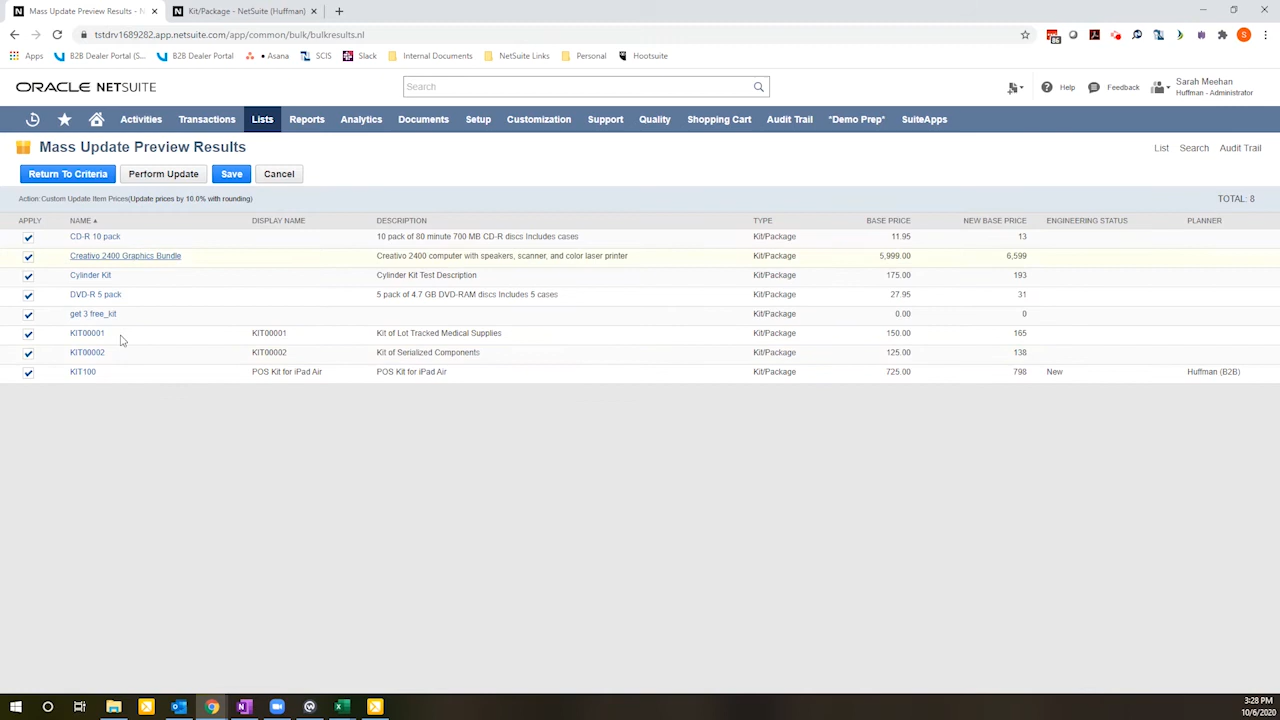 Mass Update Preview Results - N
Kit/Package - NetSuite (Huffman)
tstdrv1689282.app.netsuite.com/app/common/bulk/bulkresults.nl
86
S
Apps B2B Dealer Portal (S... B2B Dealer Portal Asana SCIS Slack Internal Documents NetSuite Links Personal Hootsuite
ORACLE NETSUITE
Search
Help
Feedback
Sarah Meehan
Huffman - Administrator
Activities Transactions Lists Reports Analytics Documents Setup Customization Support Quality Shopping Cart Audit Trail *Demo Prep* SuiteApps
Mass Update Preview Results
List Search Audit Trail
Return To Criteria Perform Update Save Cancel
Action: Custom Update Item Prices(Update prices by 10.0% with rounding)
TOTAL: 8
APPLY NAME ▲ DISPLAY NAME DESCRIPTION TYPE BASE PRICE NEW BASE PRICE ENGINEERING STATUS PLANNER
CD-R 10 pack 10 pack of 80 minute 700 MB CD-R discs Includes cases Kit/Package 11.95 13
Creativo 2400 Graphics Bundle Creativo 2400 computer with speakers, scanner, and color laser printer Kit/Package 5,999.00 6,599
Cylinder Kit Cylinder Kit Test Description Kit/Package 175.00 193
DVD-R 5 pack 5 pack of 4.7 GB DVD-RAM discs Includes 5 cases Kit/Package 27.95 31
get 3 free_kit Kit/Package 0.00 0
KIT00001 KIT00001 Kit of Lot Tracked Medical Supplies Kit/Package 150.00 165
KIT00002 KIT00002 Kit of Serialized Components Kit/Package 125.00 138
KIT100 POS Kit for iPad Air POS Kit for iPad Air Kit/Package 725.00 798 New Huffman (B2B)
3:28 PM
10/6/2020